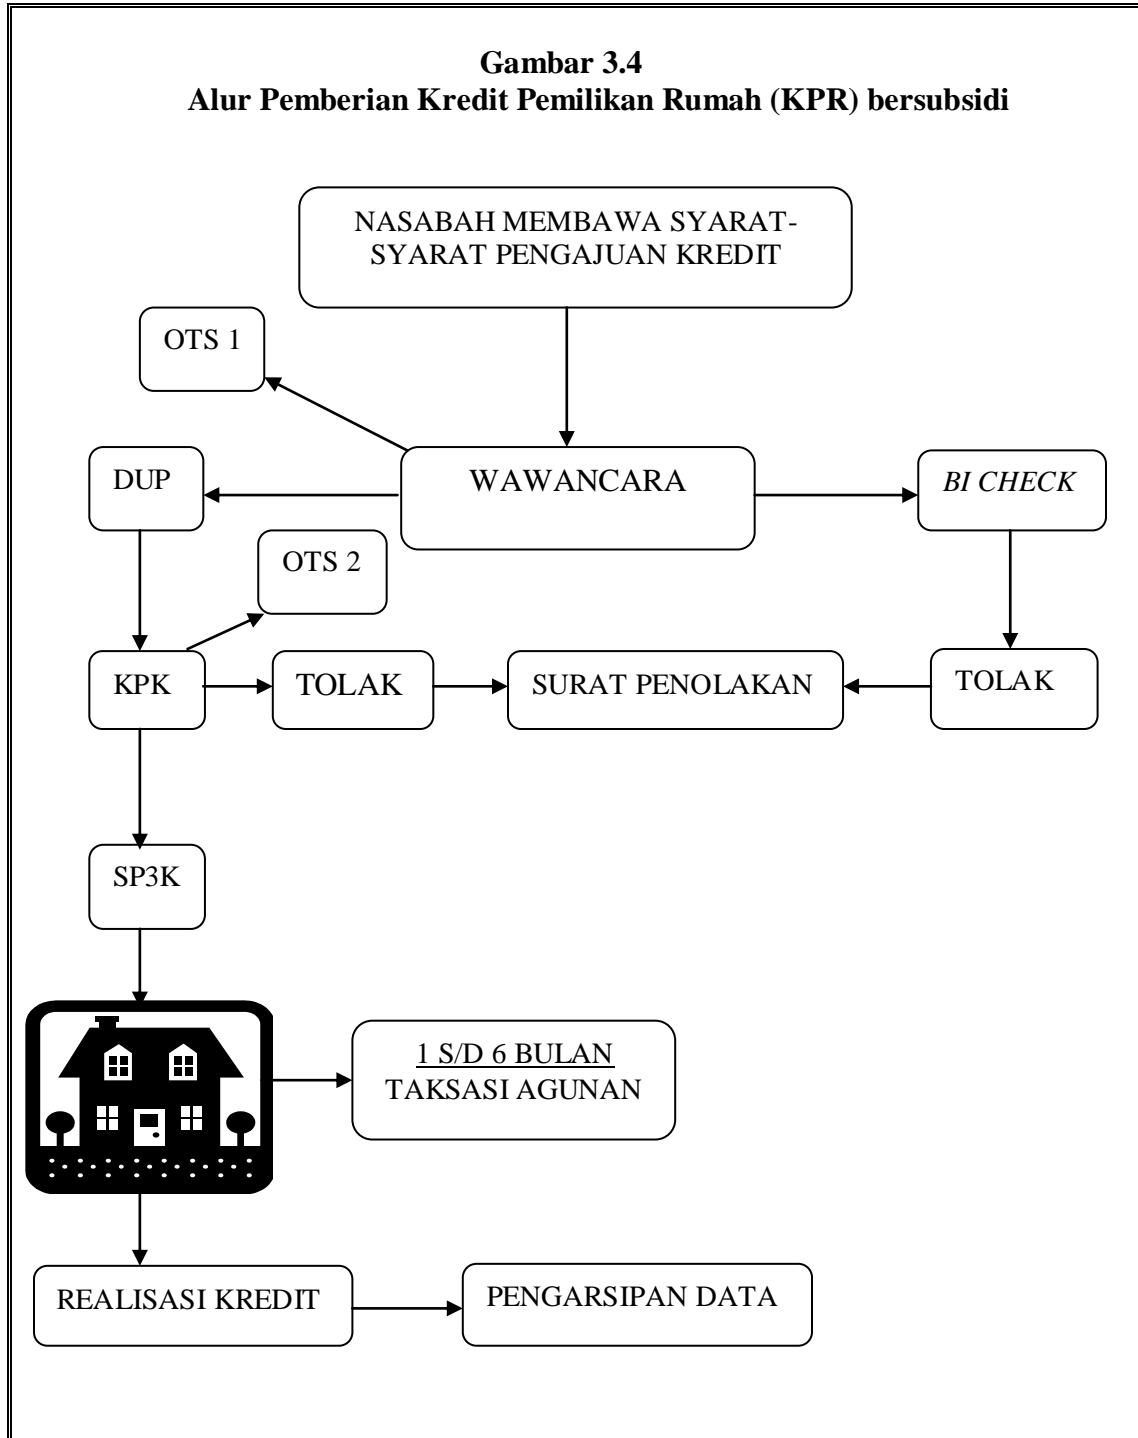 Gambar 3.4
Alur Pemberian Kredit Pemilikan Rumah (KPR) bersubsidi
NASABAH MEMBAWA SYARAT-
SYARAT PENGAJUAN KREDIT
OTS 1
DUP
WAWANCARA
BI CHECK
OTS 2
KPK
TOLAK
SURAT PENOLAKAN
TOLAK
SP3K
1 S/D 6 BULAN
TAKSASI AGUNAN
REALISASI KREDIT
PENGARSIPAN DATA